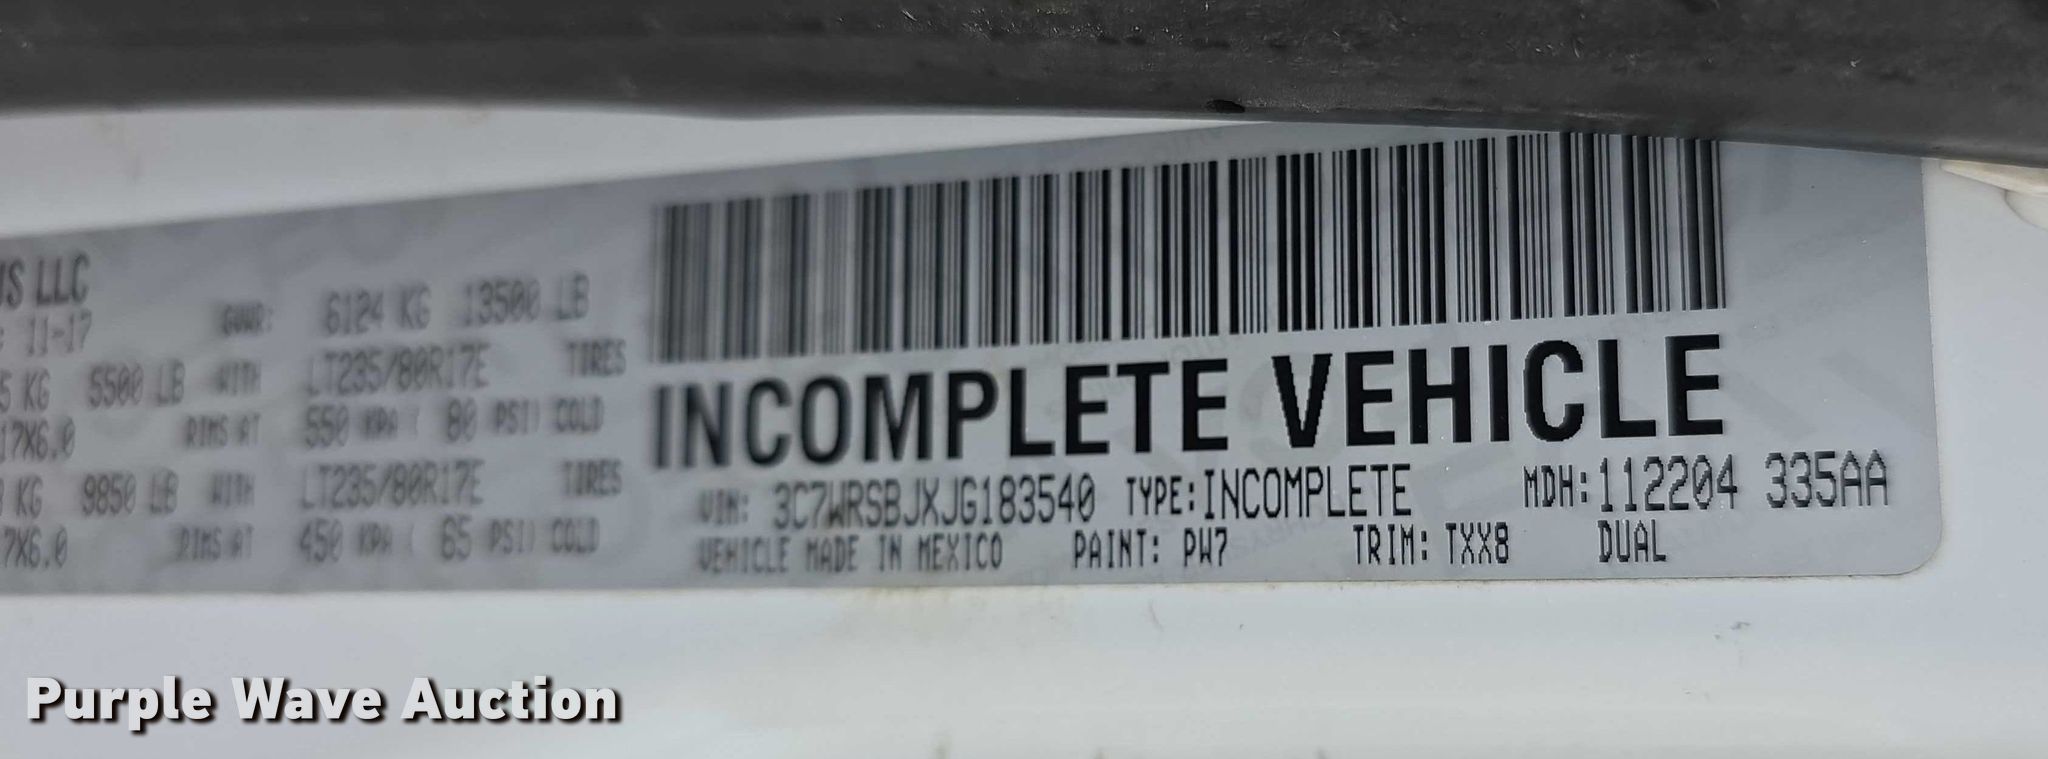 US LLC
: 11-17 GVWR: 6124 KG 13500 LB
5 KG 5500 LB WITH LT235/80R17E TIRES
17X6.0 RIMS AT 550 KPA ( 80 PSI) COLD
KG 9850 LB WITH LT235/80R17E TIRES
7X6.0 RIMS AT 450 KPA ( 65 PSI) COLD
INCOMPLETE VEHICLE
VIN: 3C7WRSBJXJG183540 TYPE: INCOMPLETE MDH: 112204 335AA
VEHICLE MADE IN MEXICO PAINT: PW7 TRIM: TXX8 DUAL
Purple Wave Auction